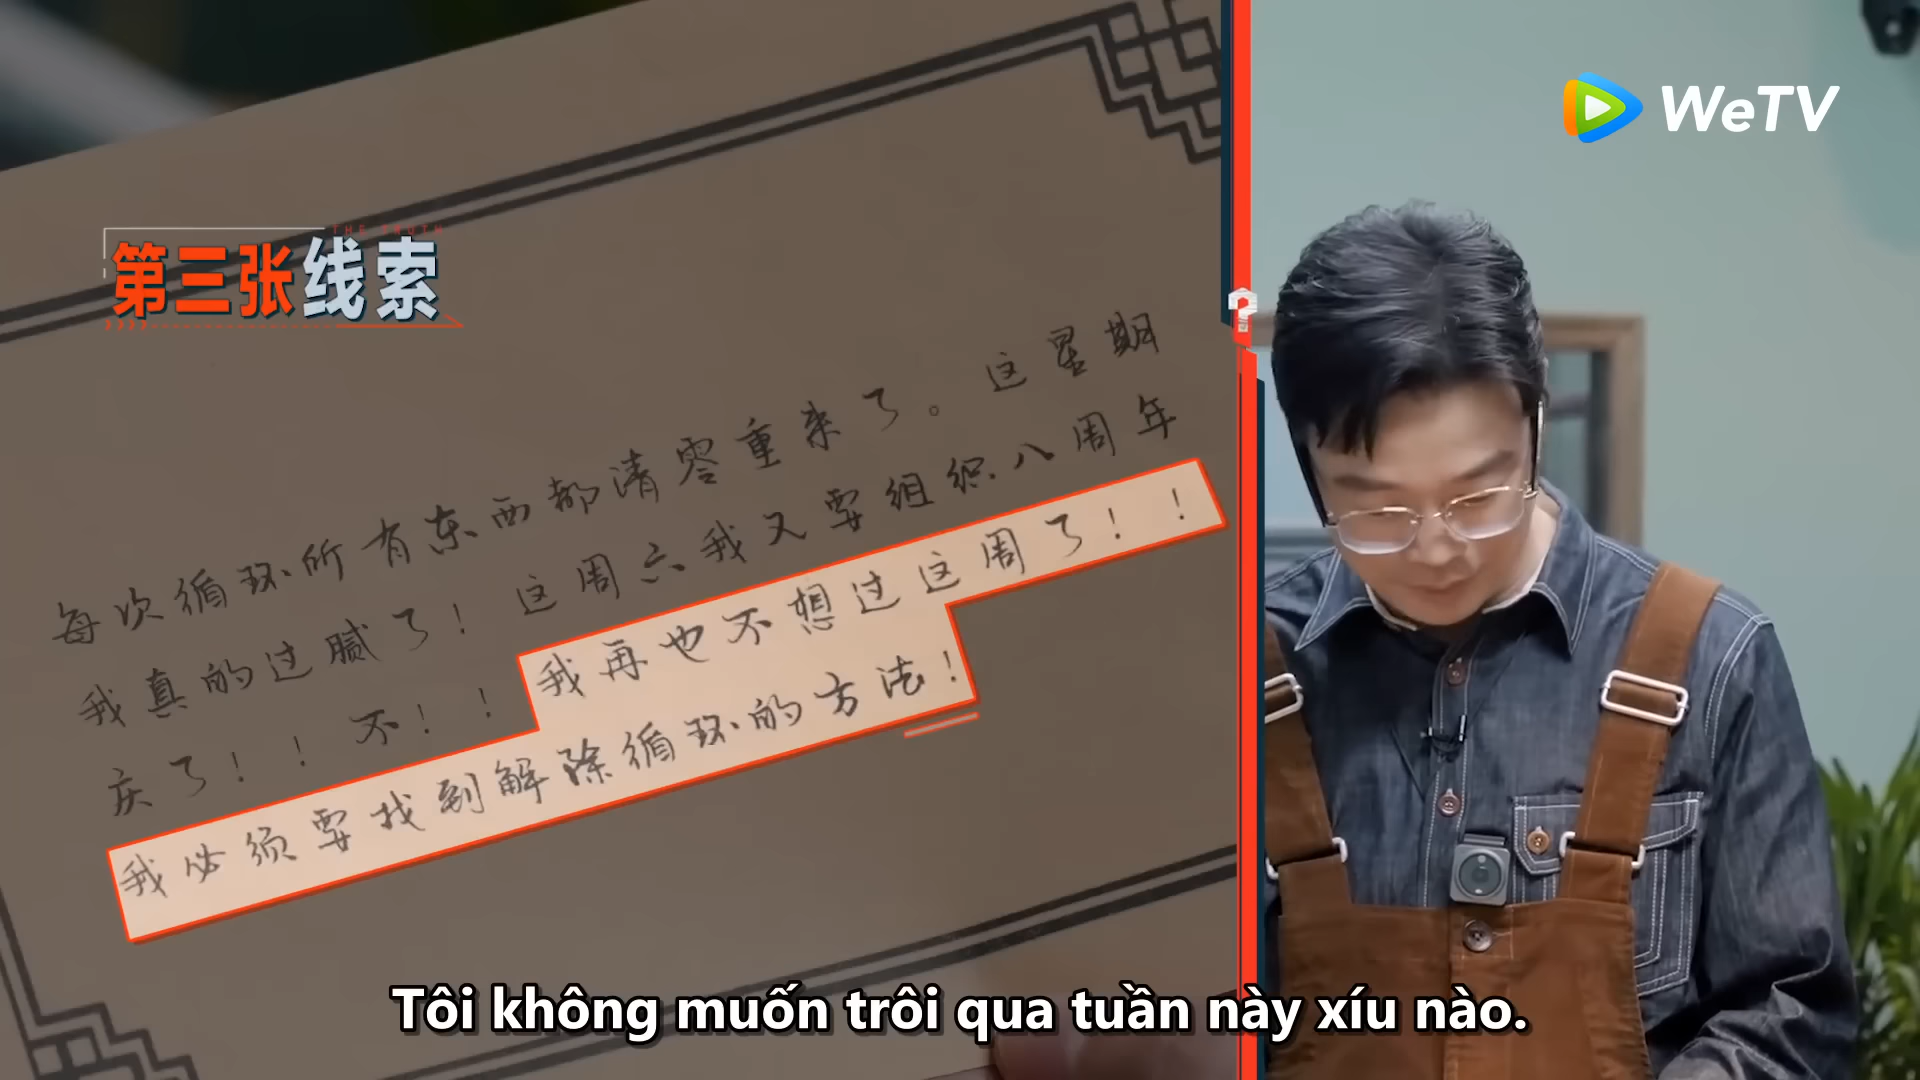 WeTV
THE TRUTH
第三张线索
每次循环所有东西都清零重来了。这星期
我真的过腻了！这周六我又要组织八周年
庆了！！不！！我再也不想过这周了！！
我必须要找到解除循环的方法！
Tôi không muốn trôi qua tuần này xíu nào.